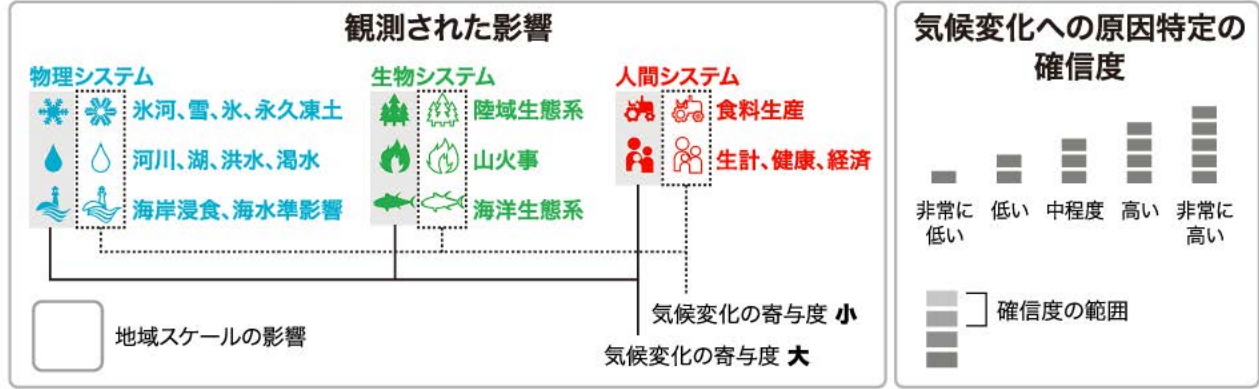 観測された影響
物理システム
氷河、雪、氷、永久凍土
河川、湖、洪水、渇水
海岸浸食、海水準影響
生物システム
陸域生態系
山火事
海洋生態系
人間システム
食料生産
生計、健康、経済
気候変化の寄与度 小
気候変化の寄与度 大
地域スケールの影響
気候変化への原因特定の
確信度
非常に
低い
低い
中程度
高い
非常に
高い
確信度の範囲